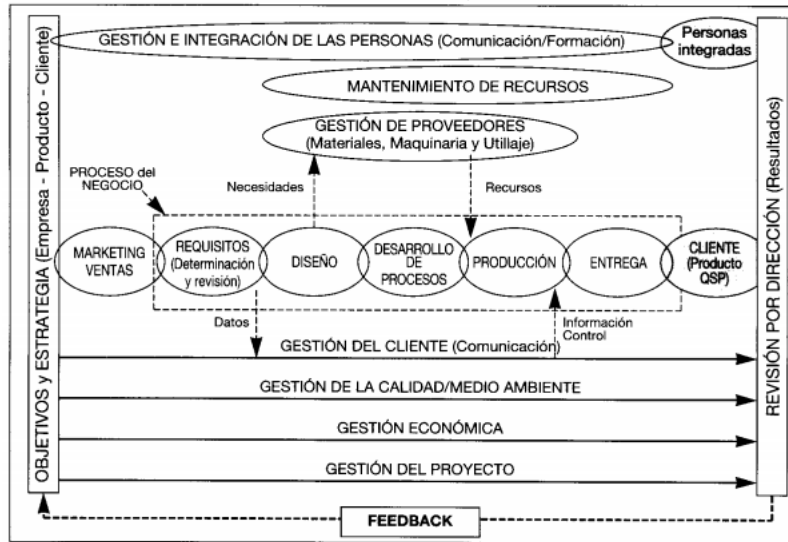 GESTIÓN E INTEGRACIÓN DE LAS PERSONAS (Comunicación/Formación)
Personas
integradas
MANTENIMIENTO DE RECURSOS
GESTIÓN DE PROVEEDORES
(Materiales, Maquinaria y Utillaje)
PROCESO del
NEGOCIO
Necesidades
Recursos
MARKETING
VENTAS
REQUISITOS
(Determinación
y revisión)
DISEÑO
DESARROLLO
DE
PROCESOS
PRODUCCIÓN
ENTREGA
CLIENTE
(Producto
QSP)
Datos
Información
Control
GESTIÓN DEL CLIENTE (Comunicación)
GESTIÓN DE LA CALIDAD/MEDIO AMBIENTE
GESTIÓN ECONÓMICA
GESTIÓN DEL PROYECTO
FEEDBACK
OBJETIVOS y ESTRATEGIA (Empresa - Producto - Cliente)
REVISIÓN POR DIRECCIÓN (Resultados)